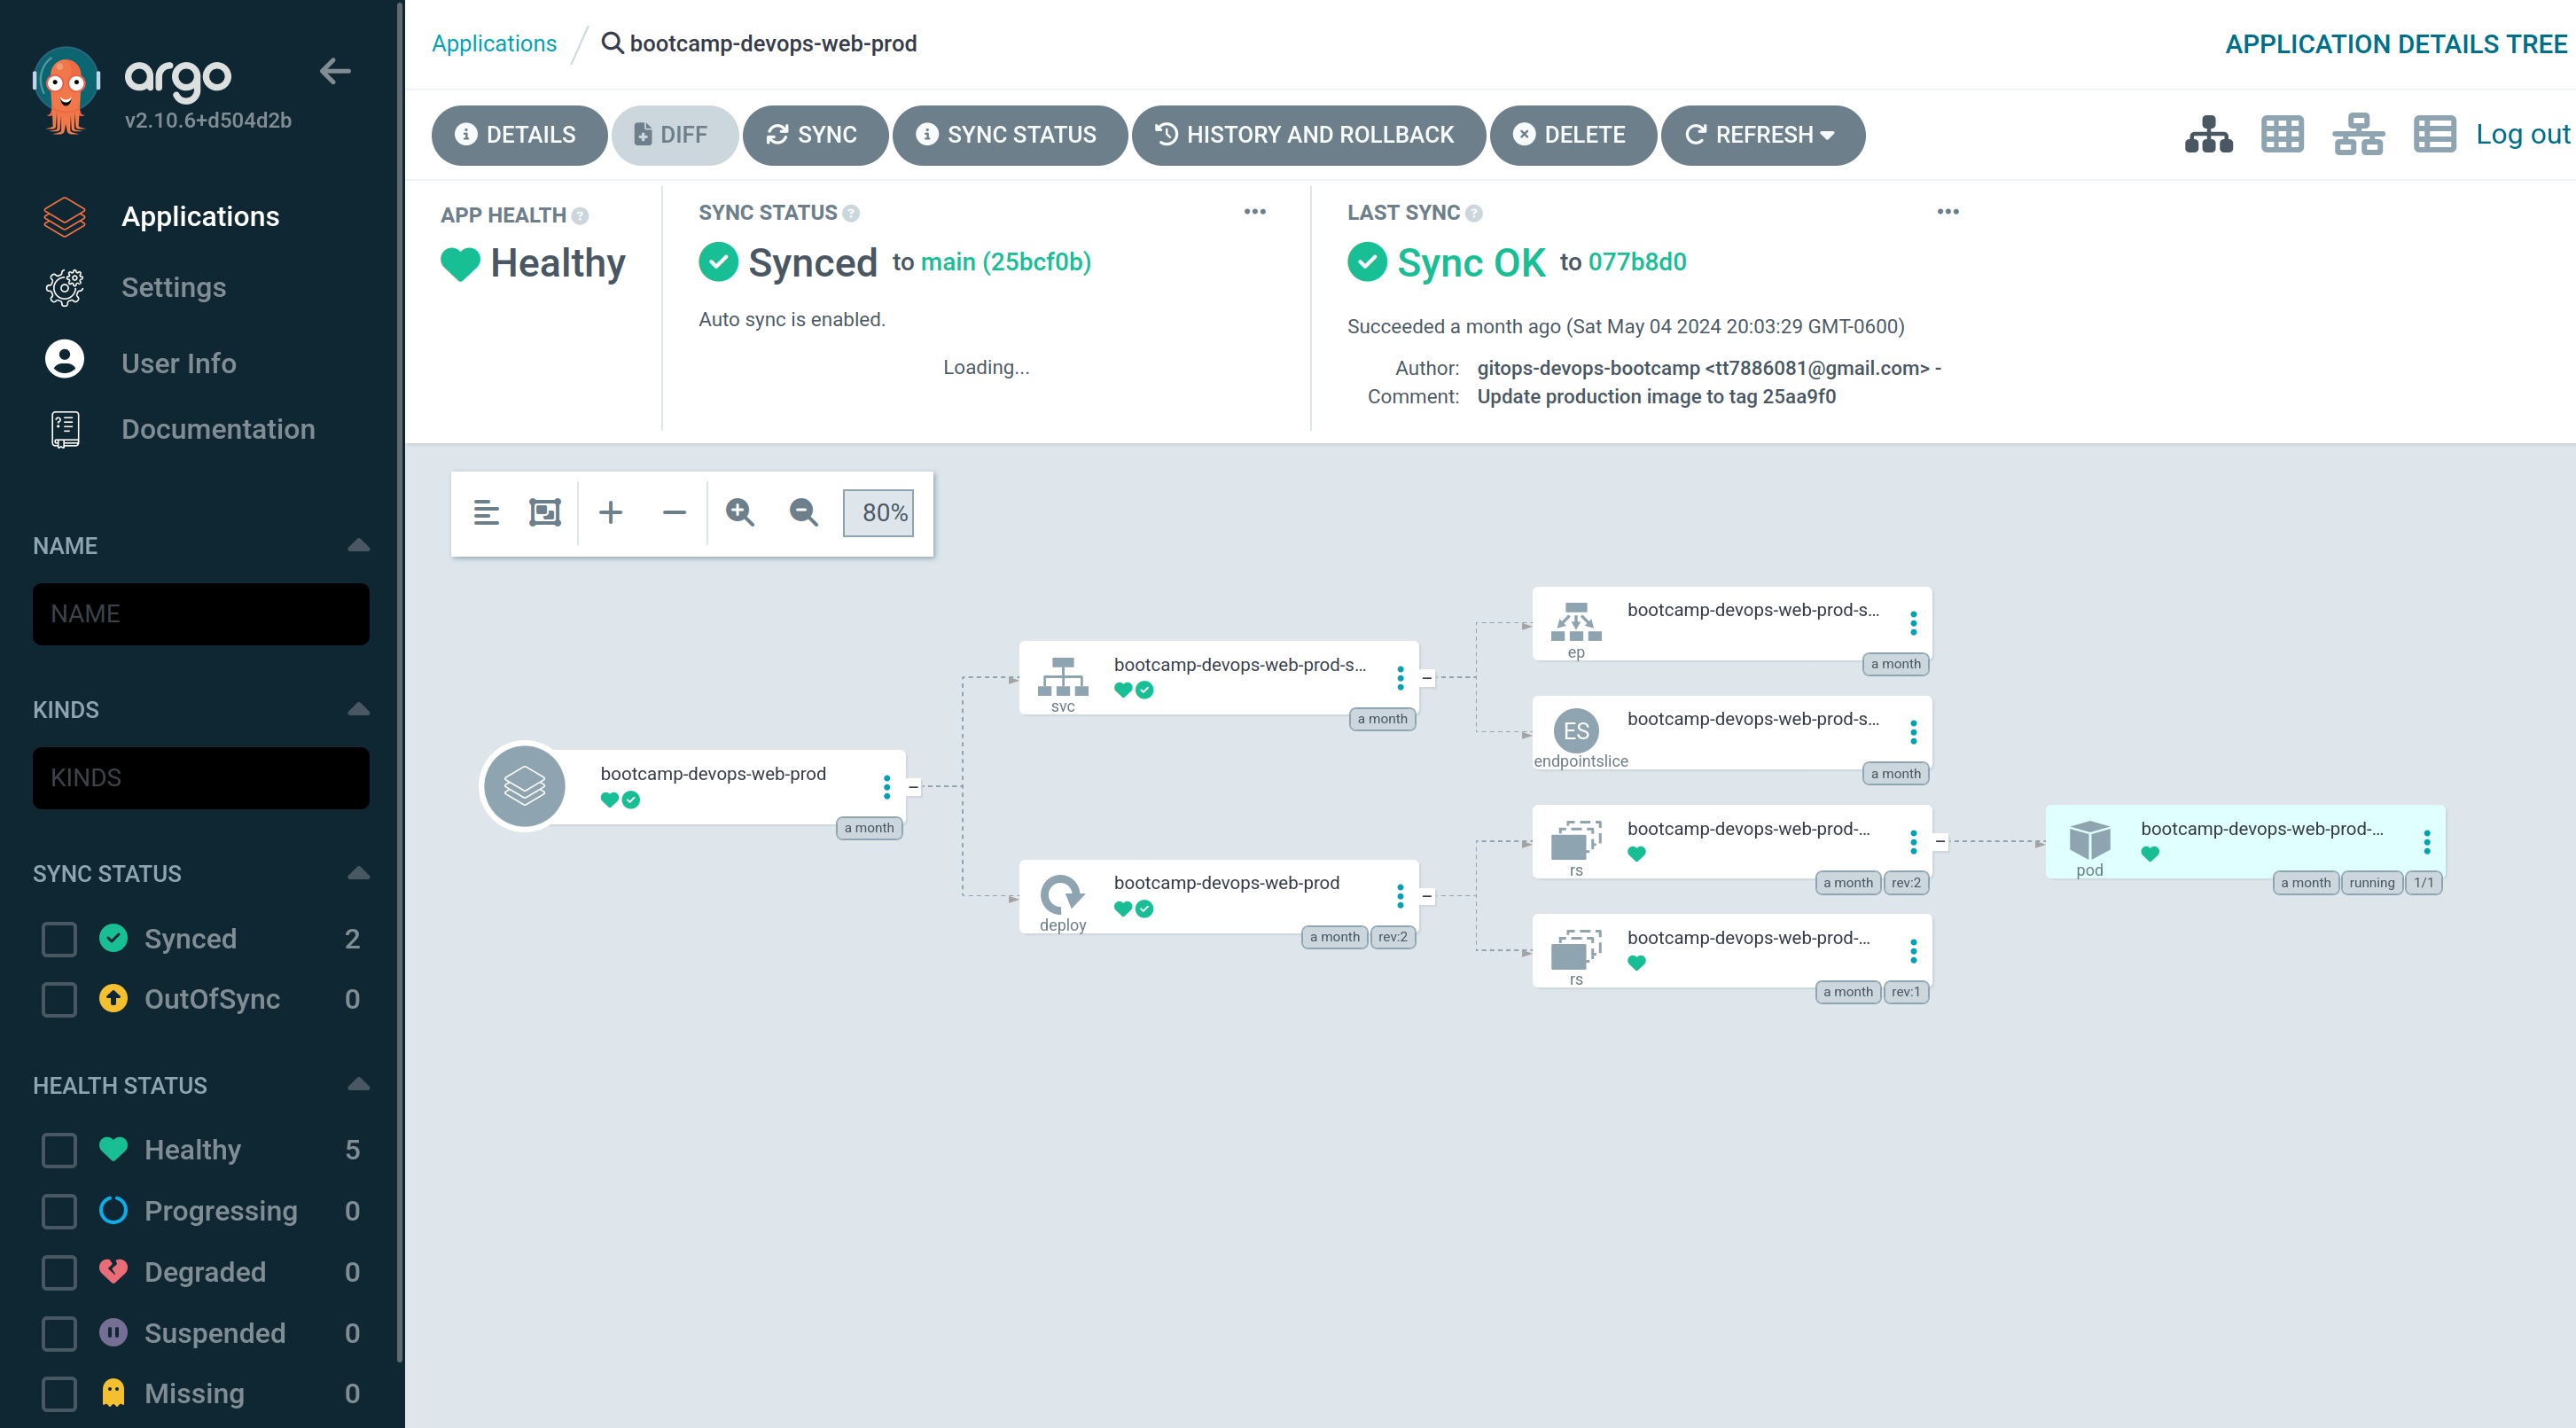 argo
v2.10.6+d504d2b
Applications
Settings
User Info
Documentation
NAME
NAME
KINDS
KINDS
SYNC STATUS
Synced 2
OutOfSync 0
HEALTH STATUS
Healthy 5
Progressing 0
Degraded 0
Suspended 0
Missing 0
Applications / bootcamp-devops-web-prod
APPLICATION DETAILS TREE
DETAILS DIFF SYNC SYNC STATUS HISTORY AND ROLLBACK DELETE REFRESH
Log out
APP HEALTH ?
Healthy
SYNC STATUS ?
Synced to main (25bcf0b)
Auto sync is enabled.
Loading...
LAST SYNC ?
Sync OK to 077b8d0
Succeeded a month ago (Sat May 04 2024 20:03:29 GMT-0600)
Author: gitops-devops-bootcamp <tt7886081@gmail.com> -
Comment: Update production image to tag 25aa9f0
80%
bootcamp-devops-web-prod
a month
bootcamp-devops-web-prod-s...
svc
a month
bootcamp-devops-web-prod
deploy
a month rev:2
bootcamp-devops-web-prod-s...
ep
a month
ES
bootcamp-devops-web-prod-s...
endpointslice
a month
bootcamp-devops-web-prod-...
rs
a month rev:2
bootcamp-devops-web-prod-...
rs
a month rev:1
bootcamp-devops-web-prod-...
pod
a month running 1/1